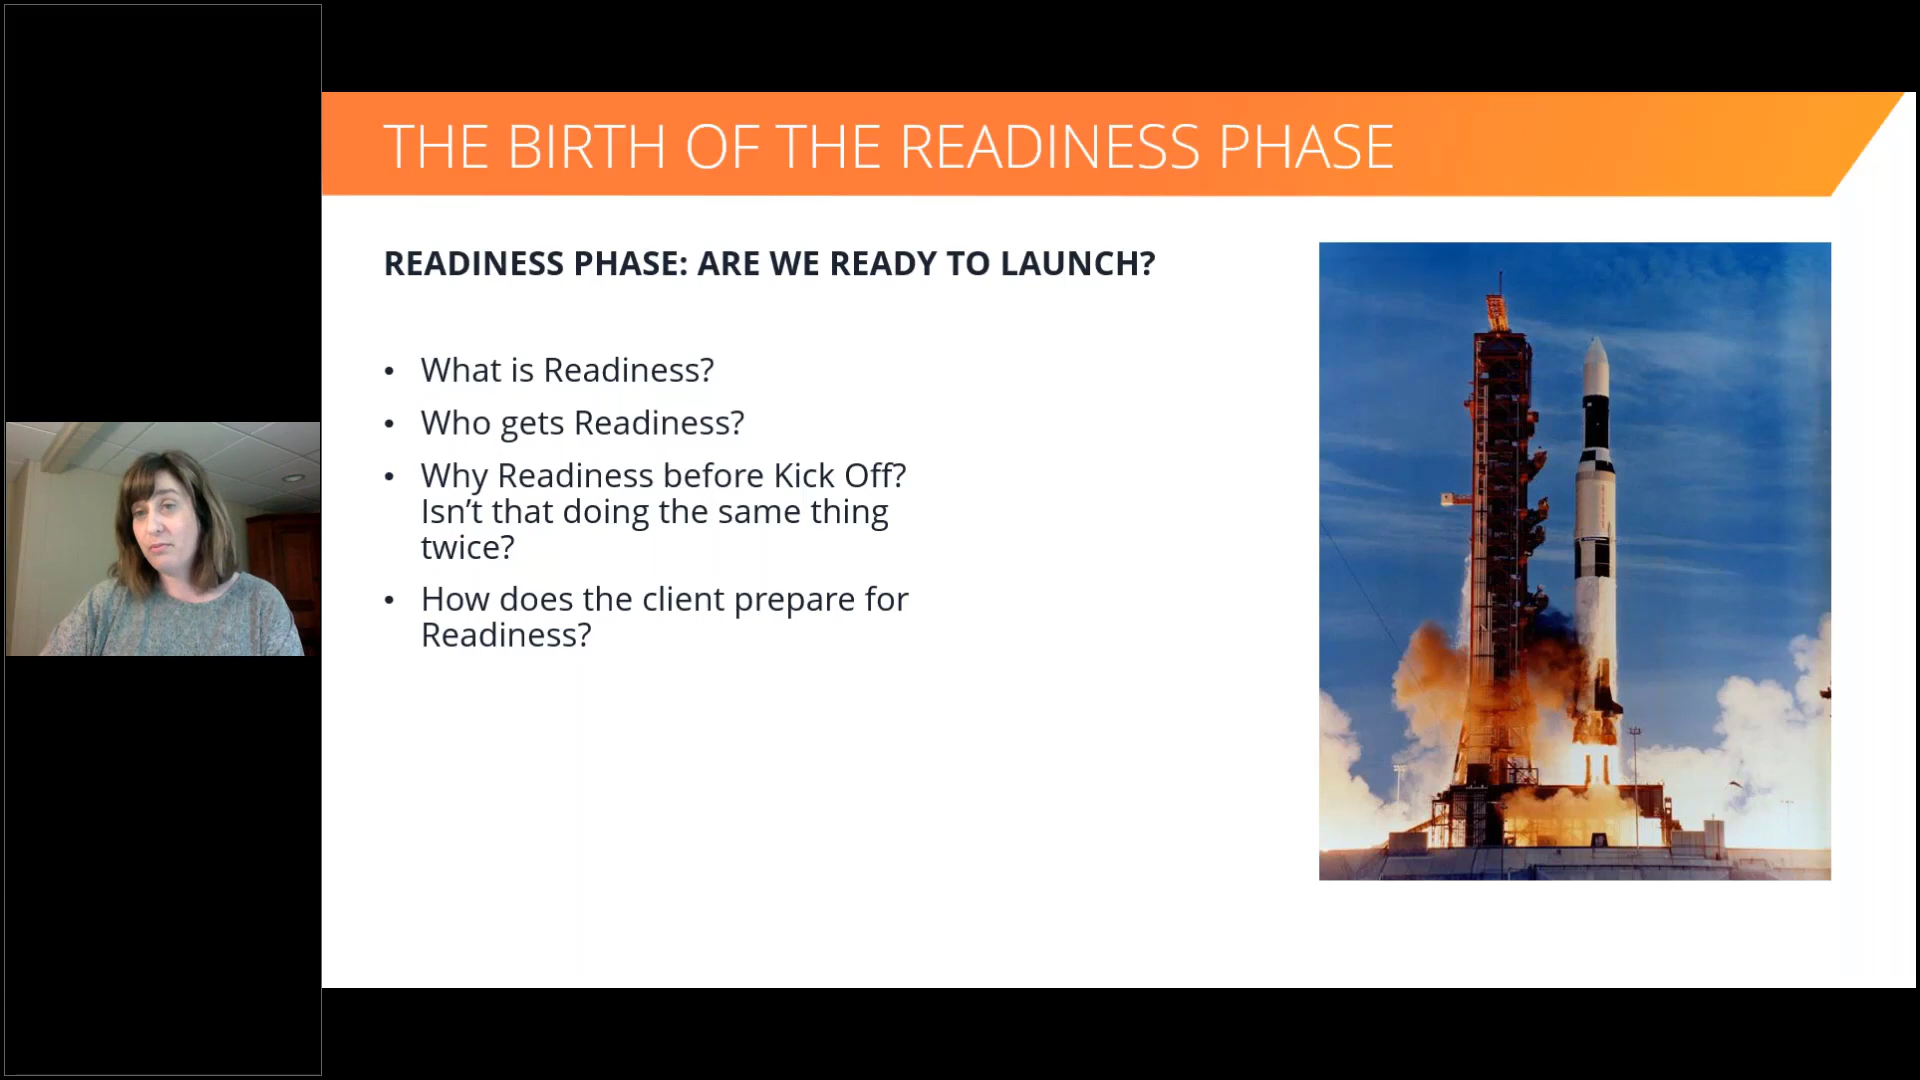 THE BIRTH OF THE READINESS PHASE
READINESS PHASE: ARE WE READY TO LAUNCH?
• What is Readiness?
• Who gets Readiness?
• Why Readiness before Kick Off?
Isn’t that doing the same thing
twice?
• How does the client prepare for
Readiness?